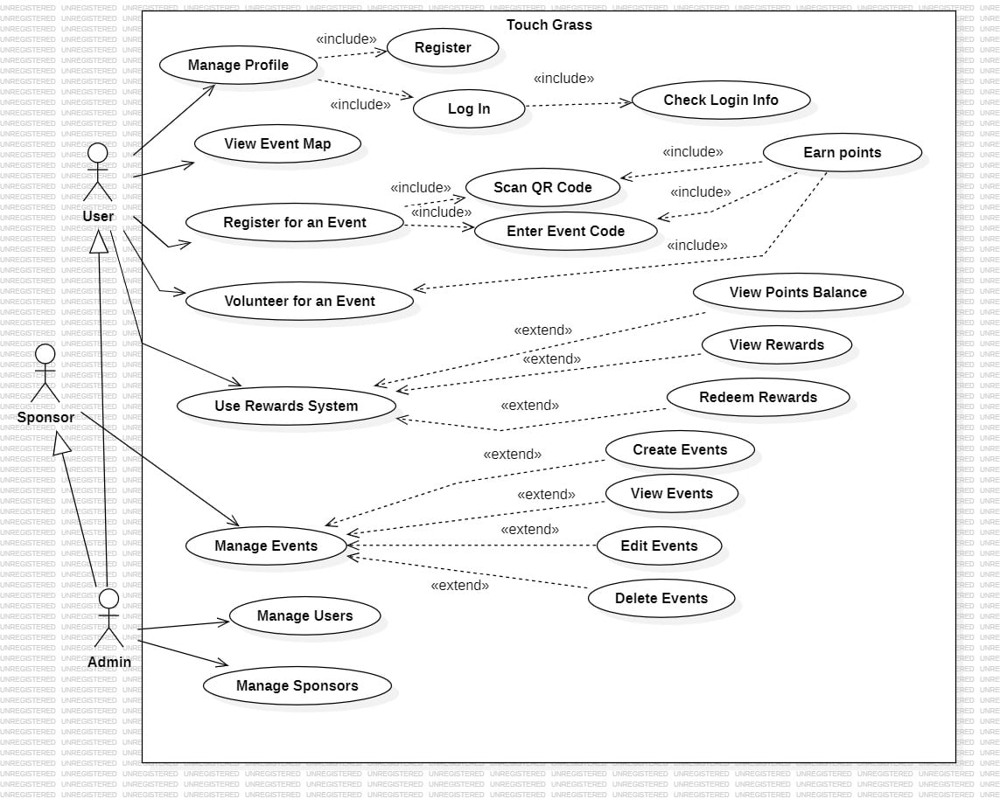 Touch Grass
«include»
Register
Manage Profile
«include»
«include»
Log In
Check Login Info
View Event Map
«include»
Earn points
«include»
Scan QR Code
«include»
User
«include»
Register for an Event
Enter Event Code
«include»
Volunteer for an Event
View Points Balance
«extend»
View Rewards
«extend»
Redeem Rewards
«extend»
Use Rewards System
Sponsor
Create Events
«extend»
View Events
«extend»
«extend»
Manage Events
Edit Events
«extend»
Delete Events
Manage Users
Admin
Manage Sponsors
UNREGISTERED